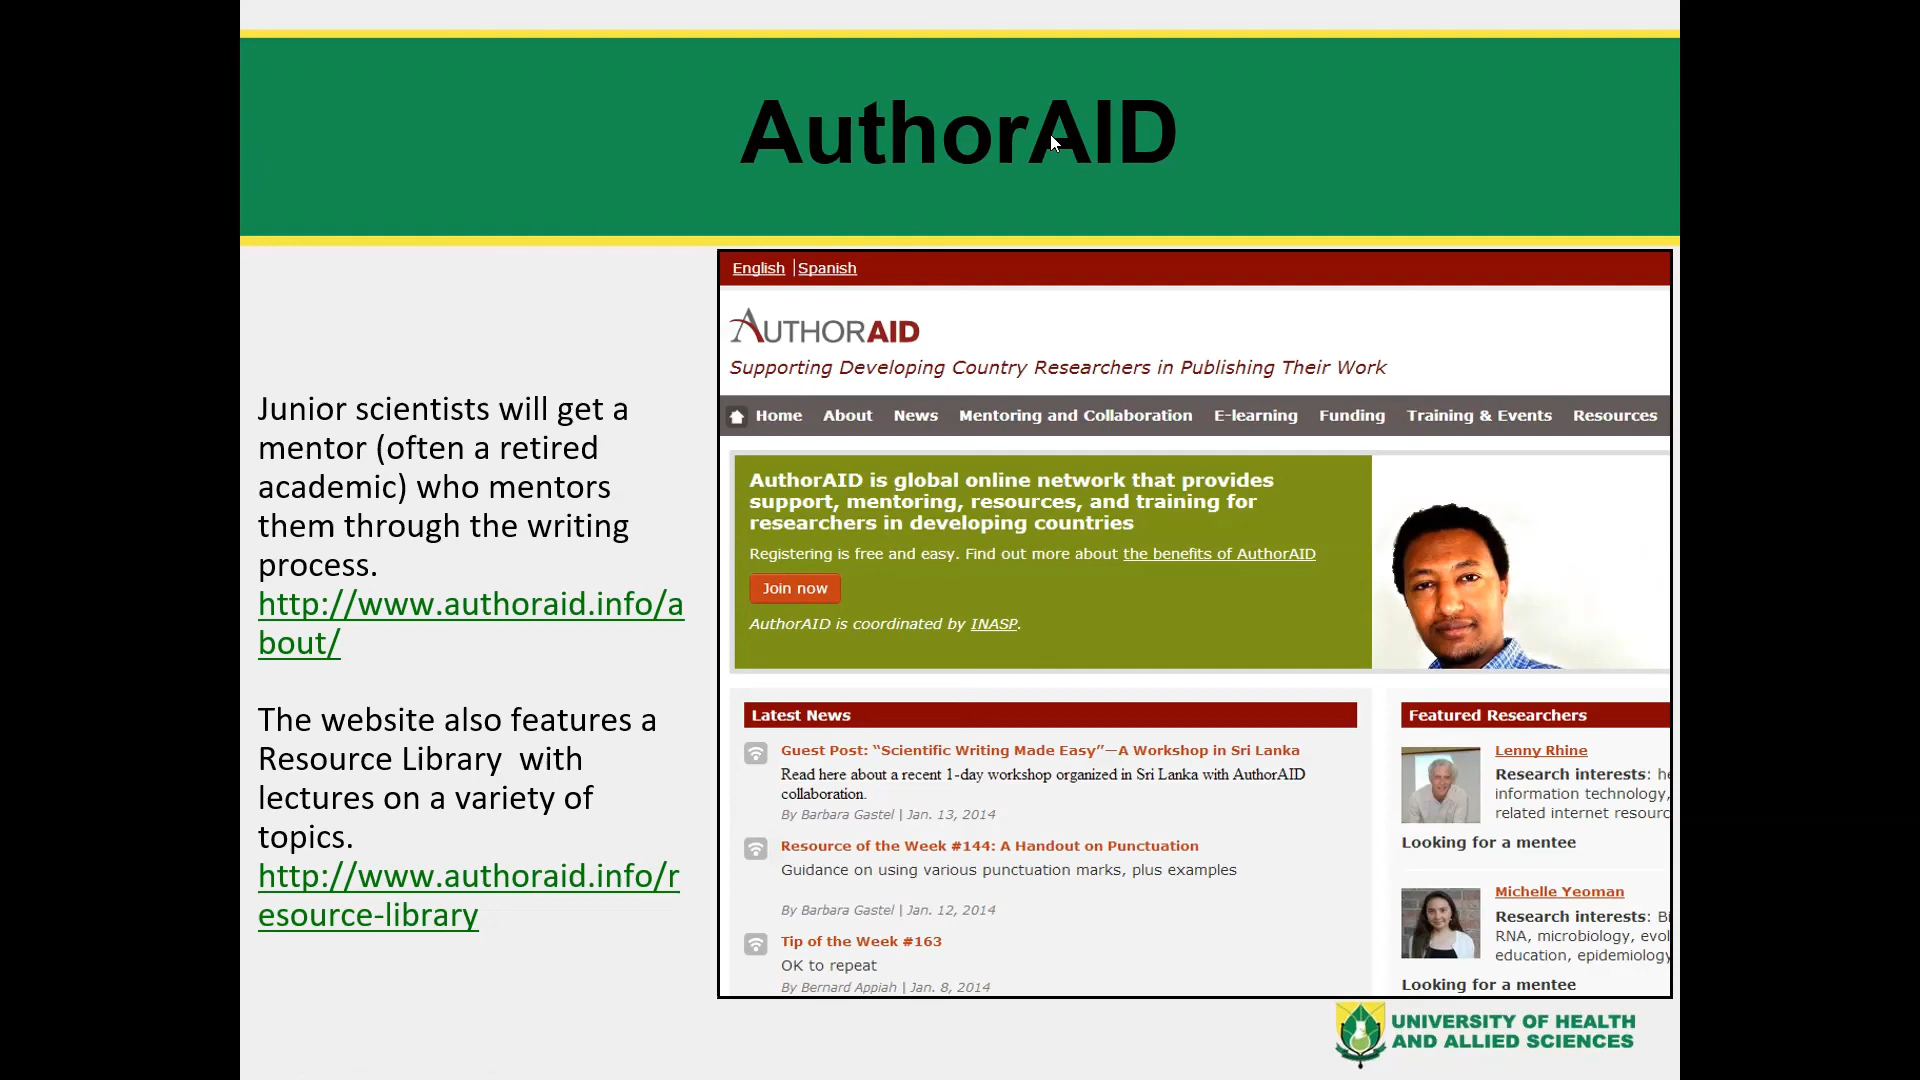 AuthorAID
Junior scientists will get a
mentor (often a retired
academic) who mentors
them through the writing
process.
http://www.authoraid.info/a
bout/
The website also features a
Resource Library  with
lectures on a variety of
topics.
http://www.authoraid.info/r
esource-library
English | Spanish
AUTHORAID
Supporting Developing Country Researchers in Publishing Their Work
Home About News Mentoring and Collaboration E-learning Funding Training & Events Resources
AuthorAID is global online network that provides
support, mentoring, resources, and training for
researchers in developing countries
Registering is free and easy. Find out more about the benefits of AuthorAID
Join now
AuthorAID is coordinated by INASP.
Latest News
Guest Post: “Scientific Writing Made Easy”—A Workshop in Sri Lanka
Read here about a recent 1-day workshop organized in Sri Lanka with AuthorAID
collaboration.
By Barbara Gastel | Jan. 13, 2014
Resource of the Week #144: A Handout on Punctuation
Guidance on using various punctuation marks, plus examples
By Barbara Gastel | Jan. 12, 2014
Tip of the Week #163
OK to repeat
By Bernard Appiah | Jan. 8, 2014
Featured Researchers
Lenny Rhine
Research interests: he
information technology,
related internet resourc
Looking for a mentee
Michelle Yeoman
Research interests: Bi
RNA, microbiology, evol
education, epidemiology
Looking for a mentee
UNIVERSITY OF HEALTH
AND ALLIED SCIENCES